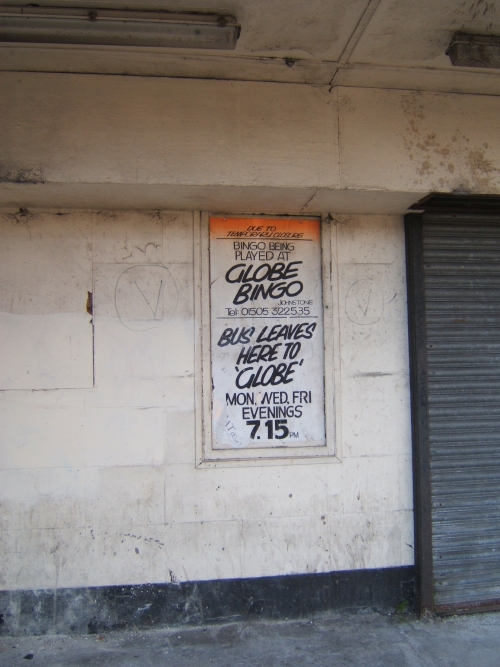 DUE TO
TEMPORARY CLOSURE
BINGO BEING
PLAYED AT
GLOBE
BINGO
JOHNSTONE
Tel: 01505 322535
BUS LEAVES
HERE TO
'GLOBE'
MON, WED, FRI
EVENINGS
7.15 PM
V
V